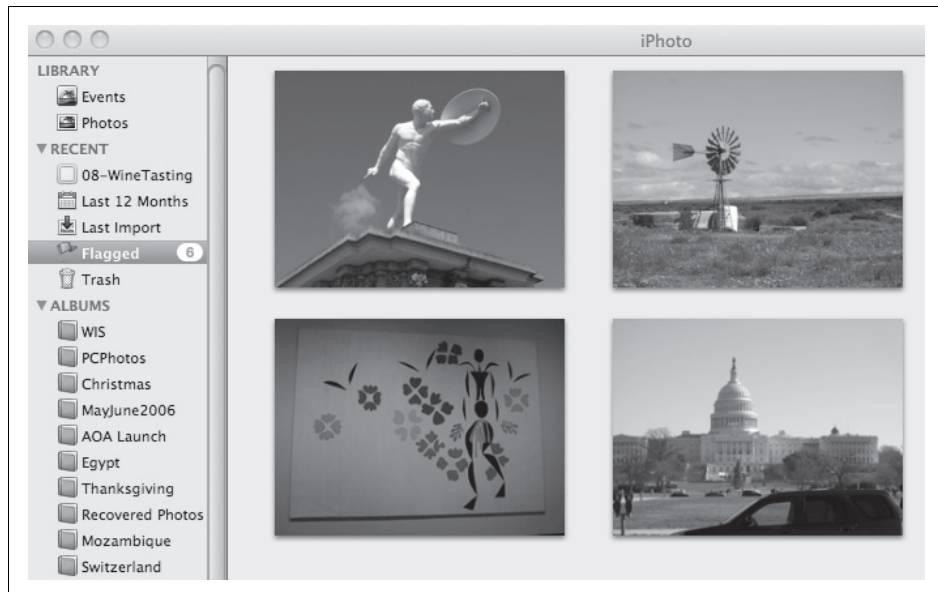 iPhoto
LIBRARY
Events
Photos
RECENT
08-WineTasting
Last 12 Months
Last Import
Flagged 6
Trash
ALBUMS
WIS
PCPhotos
Christmas
MayJune2006
AOA Launch
Egypt
Thanksgiving
Recovered Photos
Mozambique
Switzerland